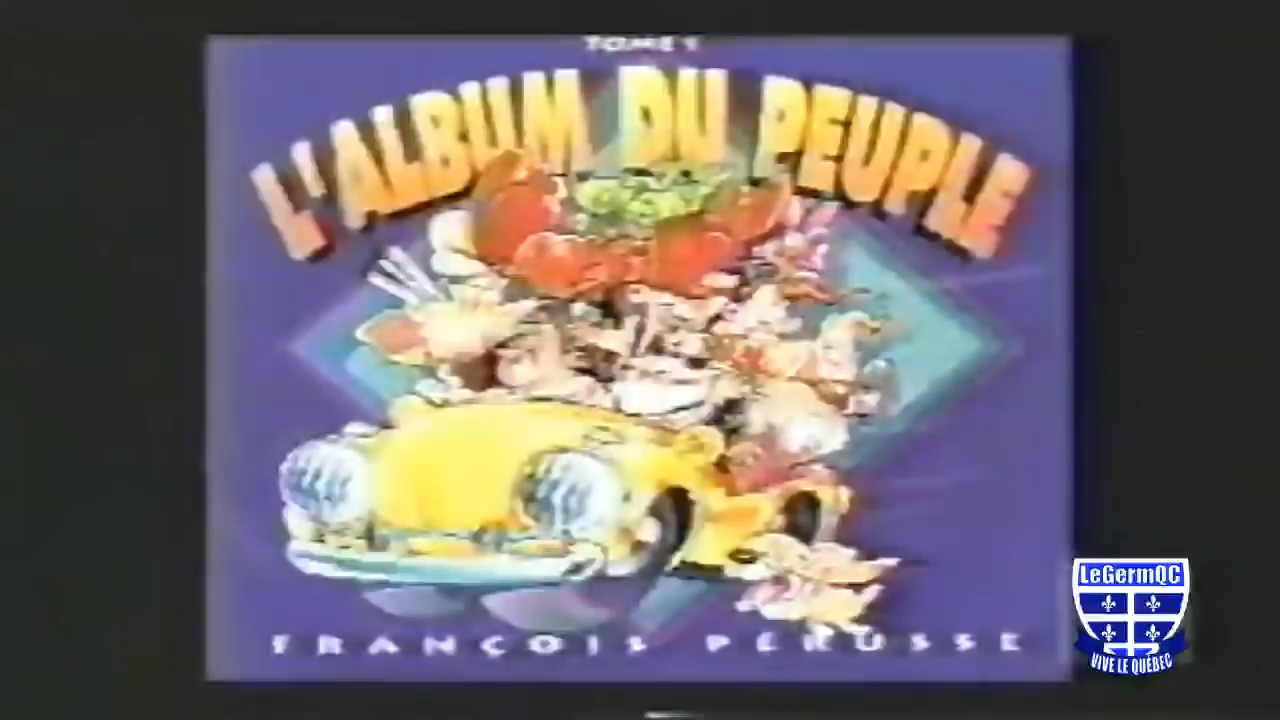 TOME 1
L'ALBUM DU PEUPLE
FRANÇOIS PÉRUSSE
LeGermQC
VIVE LE QUÉBEC